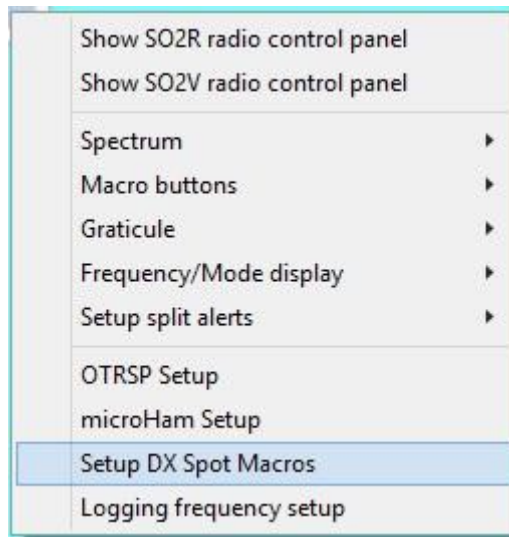 Show SO2R radio control panel
Show SO2V radio control panel
Spectrum
Macro buttons
Graticule
Frequency/Mode display
Setup split alerts
OTRSP Setup
microHam Setup
Setup DX Spot Macros
Logging frequency setup